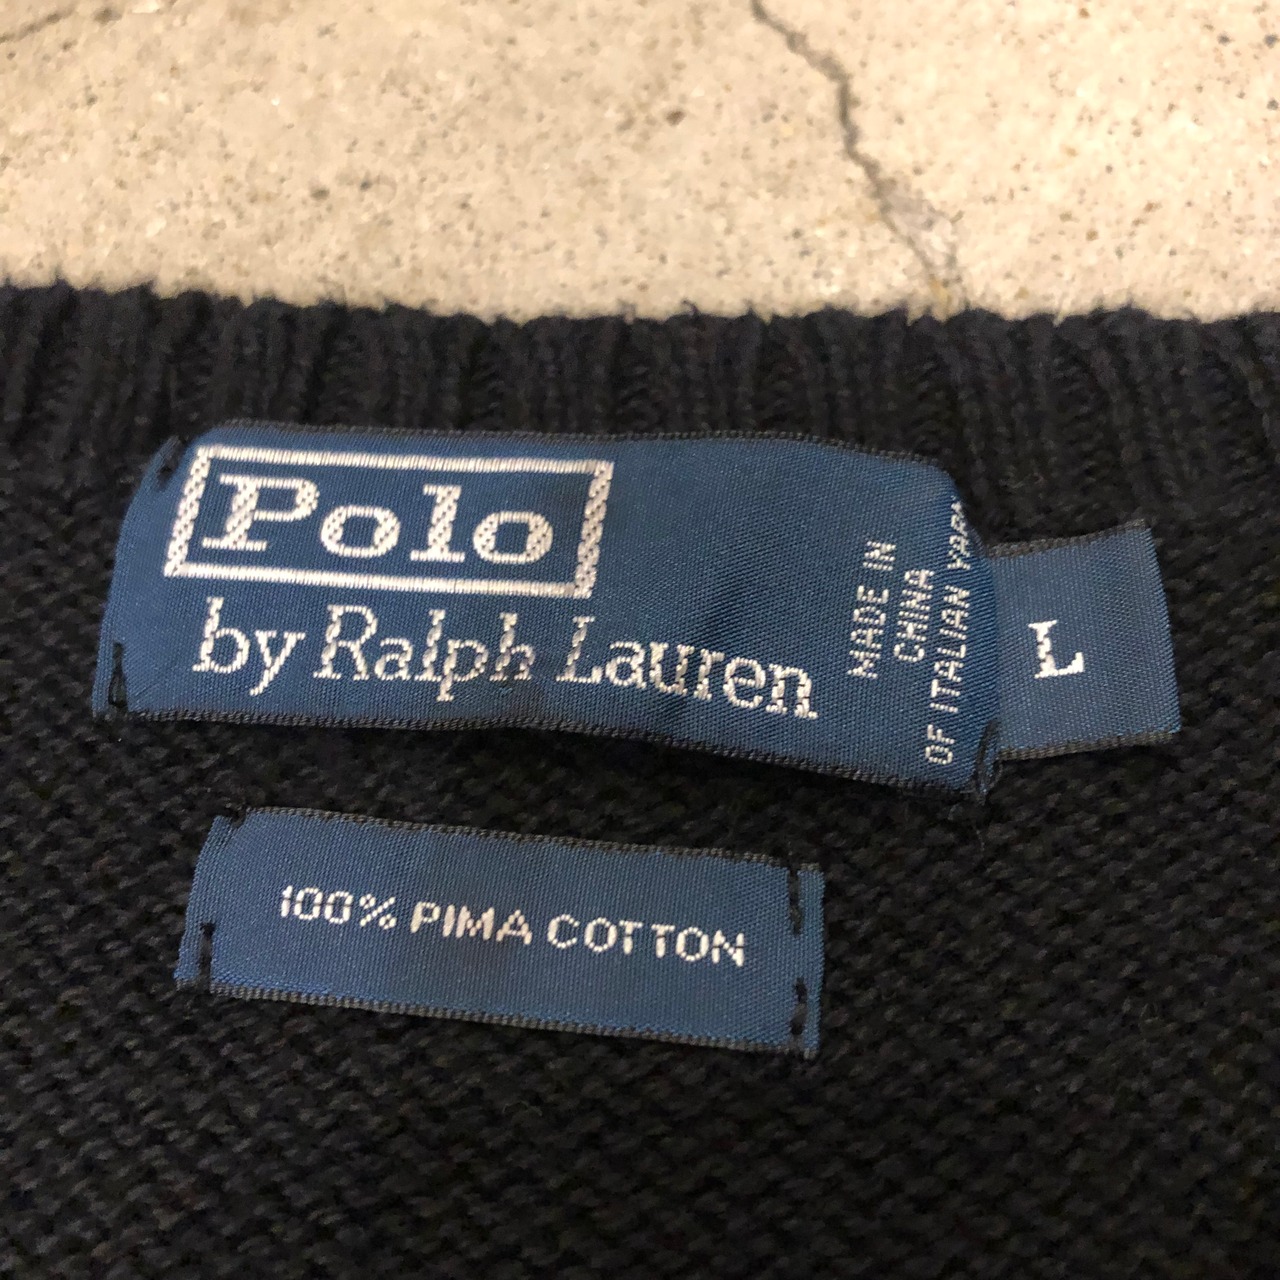 Polo
by Ralph Lauren
MADE IN
CHINA
OF ITALIAN YARN
L
100% PIMA COTTON